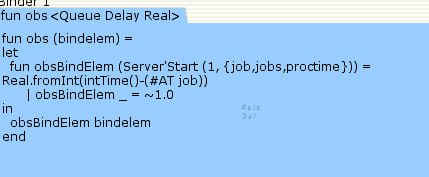 Binder 1
fun obs <Queue Delay Real>
fun obs (bindelem) =
let
fun obsBindElem (Server'Start (1, {job,jobs,proctime})) =
Real.fromInt(intTime()-(#AT job))
| obsBindElem _ = ~1.0
in
obsBindElem bindelem
end